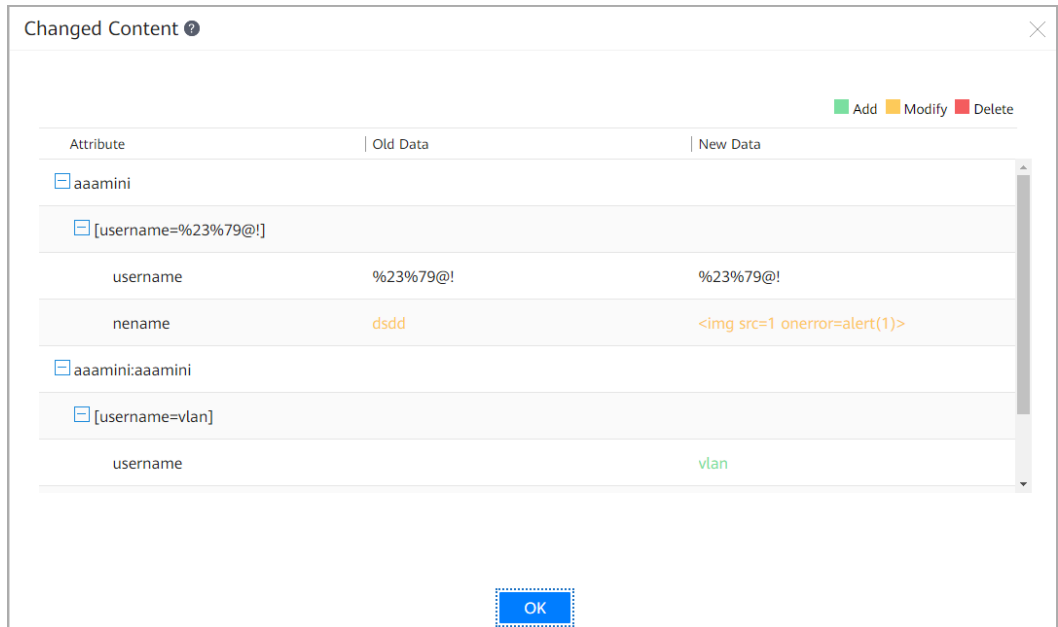 Changed Content
Add Modify Delete
Attribute Old Data New Data
aaamini
[username=%23%79@!]
username %23%79@! %23%79@!
nename dsdd <img src=1 onerror=alert(1)>
aaamini:aaamini
[username=vlan]
username vlan
OK